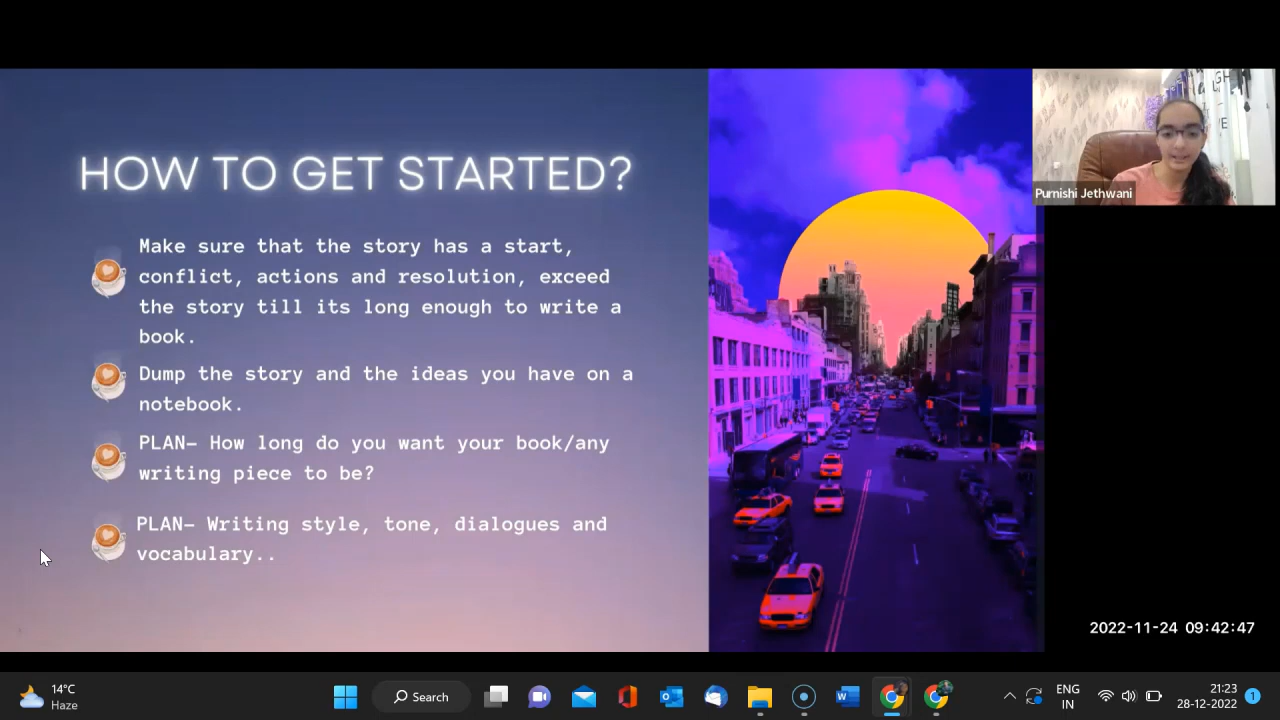 HOW TO GET STARTED?
Make sure that the story has a start,
conflict, actions and resolution, exceed
the story till its long enough to write a
book.
Dump the story and the ideas you have on a
notebook.
PLAN- How long do you want your book/any
writing piece to be?
PLAN- Writing style, tone, dialogues and
vocabulary..
Purnishi Jethwani
2022-11-24 09:42:47
14°C
Haze
Search
ENG
IN
21:23
28-12-2022
1